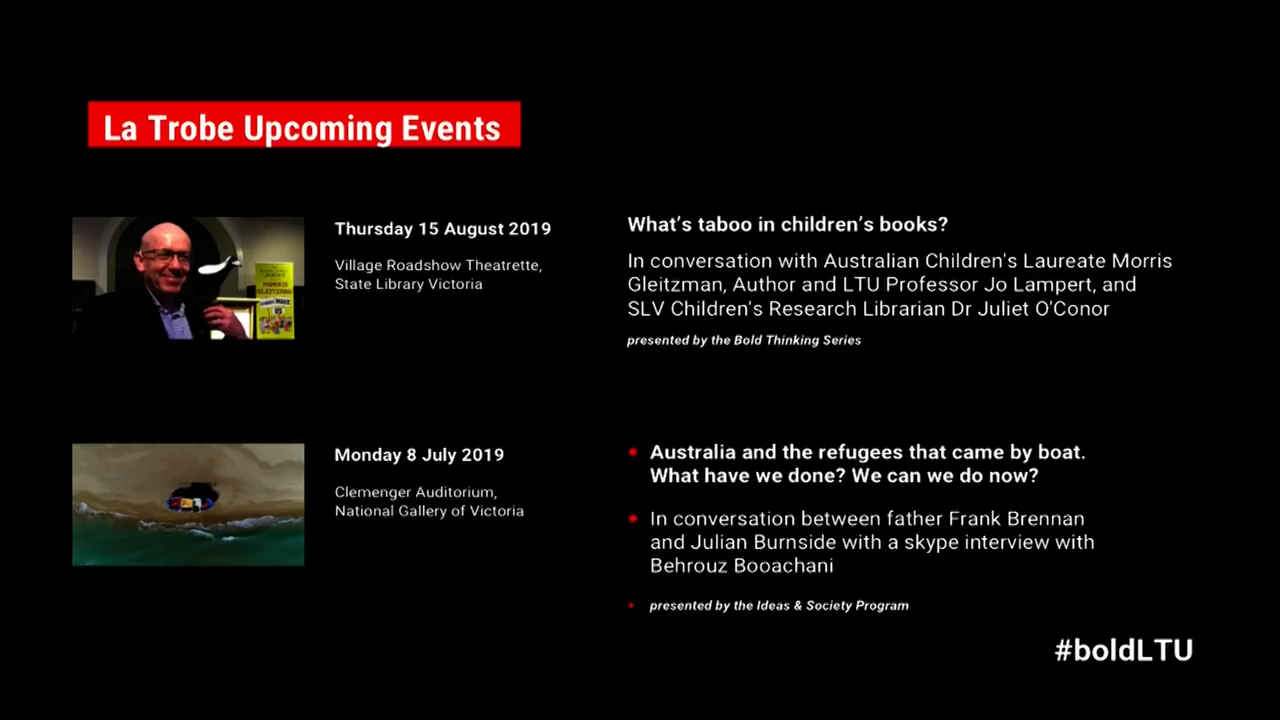 La Trobe Upcoming Events
Thursday 15 August 2019
Village Roadshow Theatrette,
State Library Victoria
What's taboo in children's books?
In conversation with Australian Children's Laureate Morris
Gleitzman, Author and LTU Professor Jo Lampert, and
SLV Children's Research Librarian Dr Juliet O'Conor
presented by the Bold Thinking Series
Monday 8 July 2019
Clemenger Auditorium,
National Gallery of Victoria
Australia and the refugees that came by boat.
What have we done? We can we do now?
In conversation between father Frank Brennan
and Julian Burnside with a skype interview with
Behrouz Booachani
presented by the Ideas & Society Program
#boldLTU